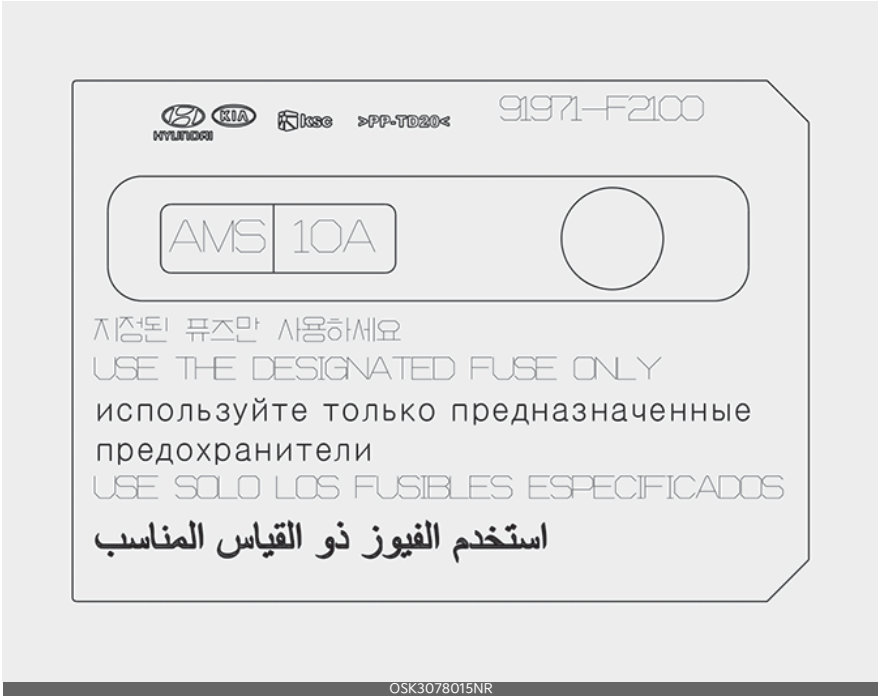 HYUNDAI KIA ksc >PP-TD20< 91971-F2100
AMS 10A
지정된 퓨즈만 사용하세요
USE THE DESIGNATED FUSE ONLY
используйте только предназначенные
предохранители
USE SOLO LOS FUSIBLES ESPECIFICADOS
استخدم الفيوز ذو القياس المناسب
OSK3078015NR